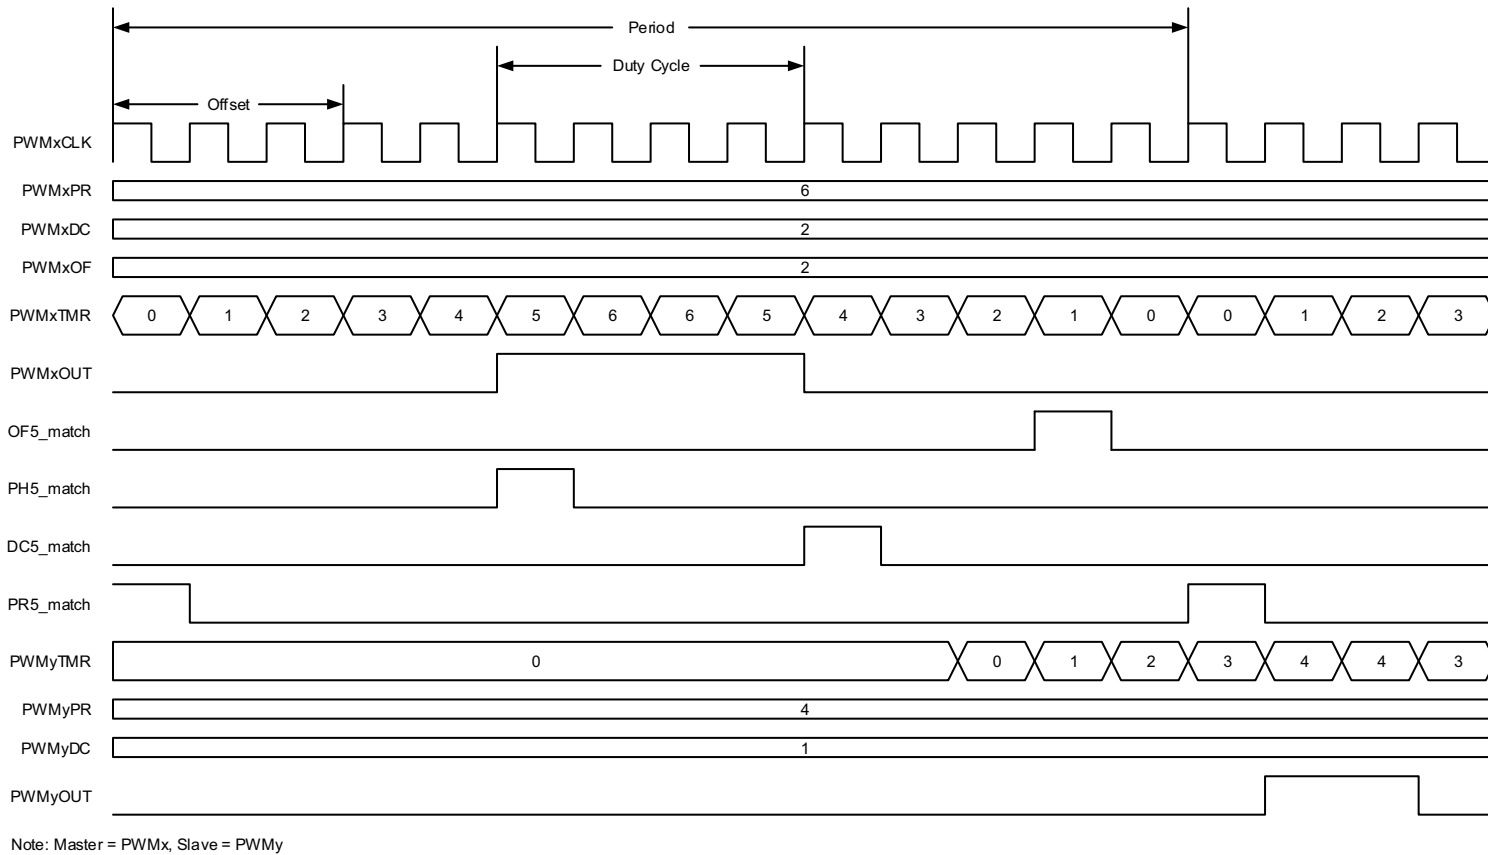 Period
Duty Cycle
Offset
PWMxCLK
PWMxPR 6
PWMxDC 2
PWMxOF 2
PWMxTMR 0 1 2 3 4 5 6 6 5 4 3 2 1 0 0 1 2 3
PWMxOUT
OF5_match
PH5_match
DC5_match
PR5_match
PWMyTMR 0 0 1 2 3 4 4 3
PWMyPR 4
PWMyDC 1
PWMyOUT
Note: Master = PWMx, Slave = PWMy